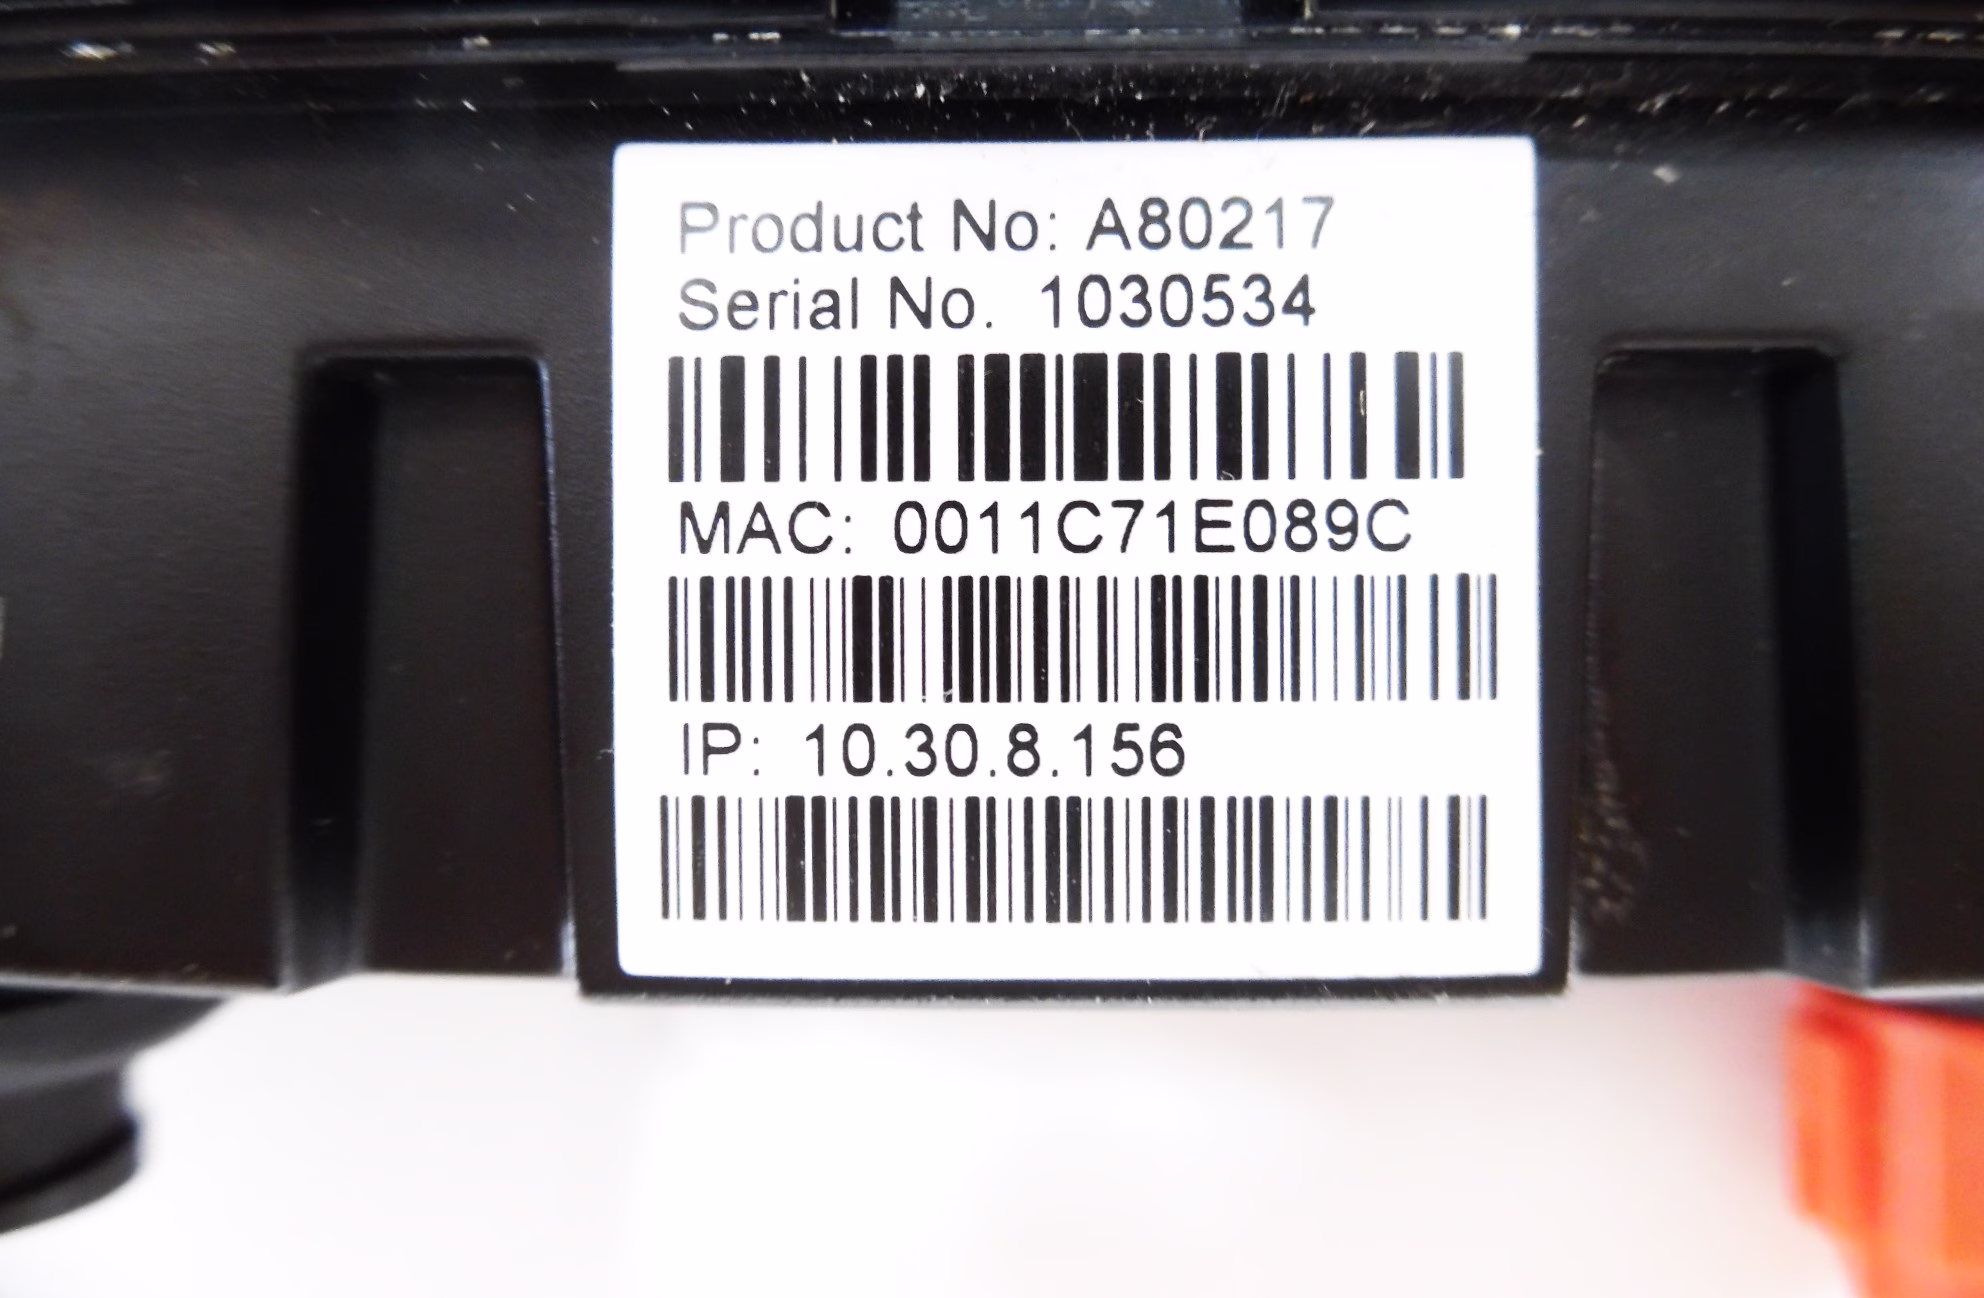 Product No: A80217
Serial No. 1030534
MAC: 0011C71E089C
IP: 10.30.8.156